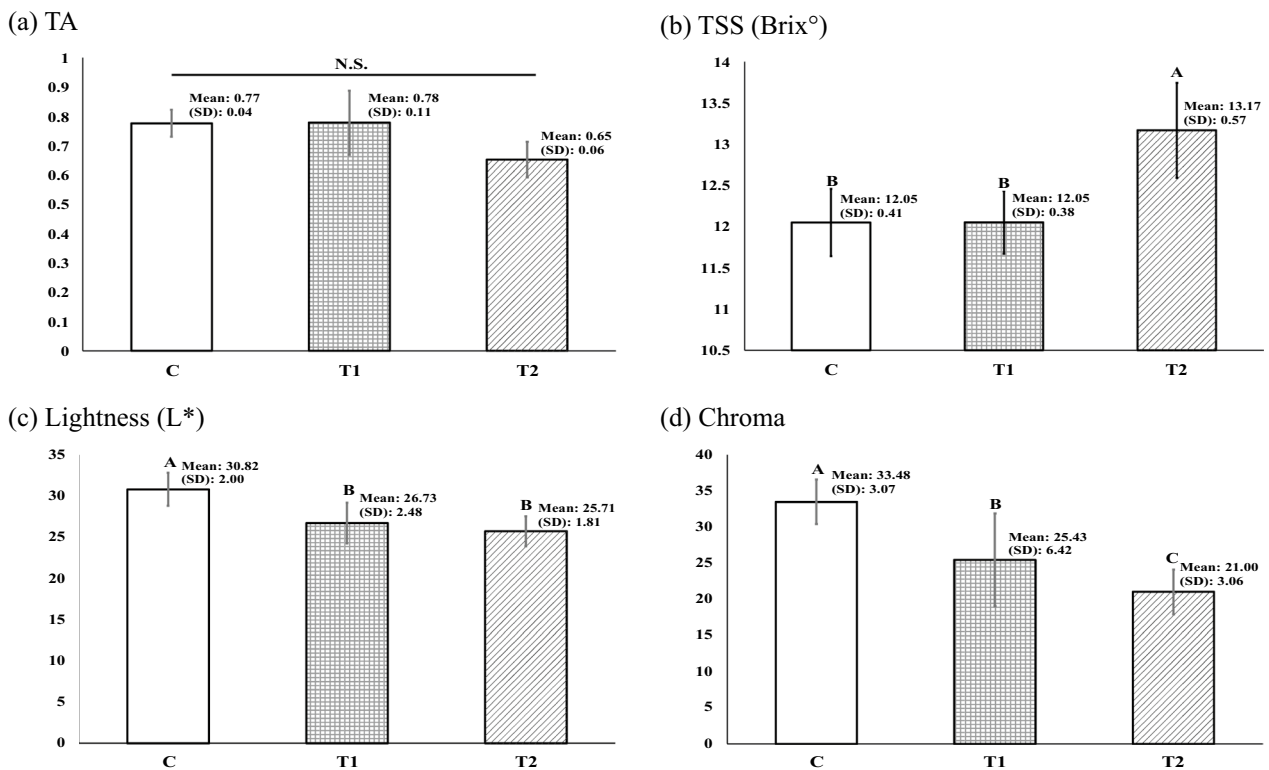 (a) TA
1
0.9
0.8
0.7
0.6
0.5
0.4
0.3
0.2
0.1
0
N.S.
Mean: 0.77
(SD): 0.04
Mean: 0.78
(SD): 0.11
Mean: 0.65
(SD): 0.06
C
T1
T2
(b) TSS (Brix°)
14
13.5
13
12.5
12
11.5
11
10.5
B
Mean: 12.05
(SD): 0.41
B
Mean: 12.05
(SD): 0.38
A
Mean: 13.17
(SD): 0.57
C
T1
T2
(c) Lightness (L*)
35
30
25
20
15
10
5
0
A
Mean: 30.82
(SD): 2.00
B
Mean: 26.73
(SD): 2.48
B
Mean: 25.71
(SD): 1.81
C
T1
T2
(d) Chroma
40
35
30
25
20
15
10
5
0
A
Mean: 33.48
(SD): 3.07
B
Mean: 25.43
(SD): 6.42
C
Mean: 21.00
(SD): 3.06
C
T1
T2